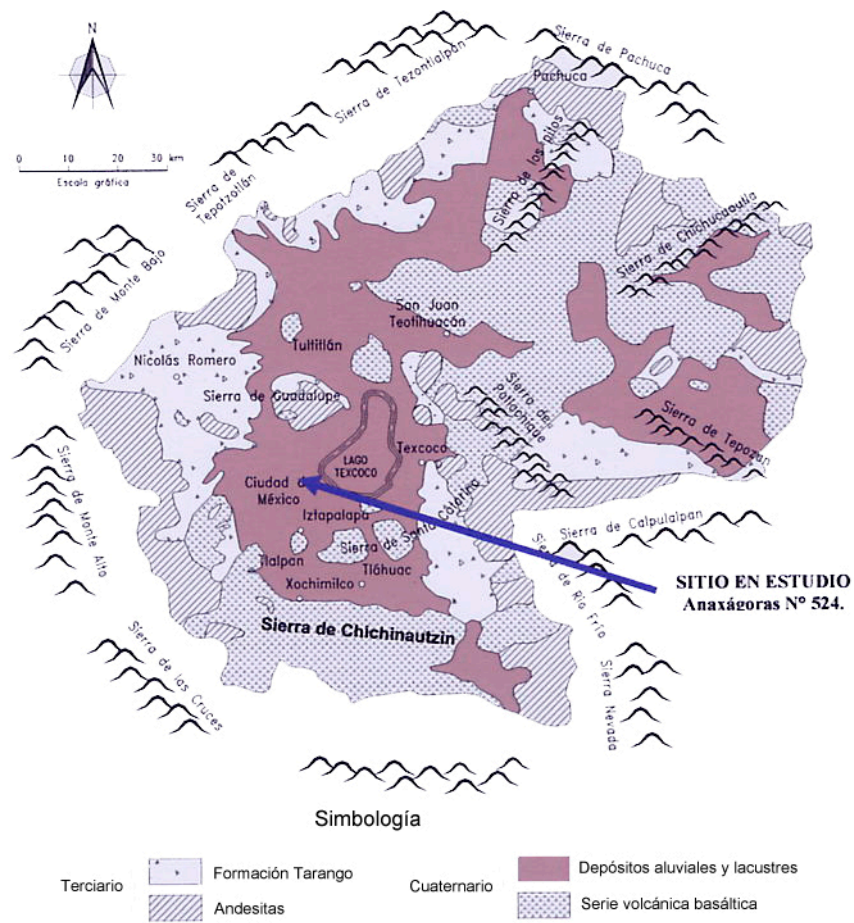 N
Sierra de Tezontlalpán
Sierra de Pachuca
Pachuca
0 10 20 30 km
Escala gráfica
Sierra de
Tepotzotlán
Sierra de los pitos
Sierra de Chichucuautla
Sierra de Monte Bajo
San Juan
Teotihuacán
Tultitlán
Nicolás Romero
Sierra de Guadalupe
Sierra de
Patlachique
Sierra de Tepozan
Texcoco
LAGO
TEXCOCO
Ciudad de
México
Iztapalapa
Sierra de Santa Catarina
Sierra de Monte Alto
Sierra de Calpulalpan
Tlalpan
Tláhuac
Sierra de Río Frío
SITIO EN ESTUDIO
Anaxágoras N° 524.
Xochimilco
Sierra de Chichinautzin
Sierra de las Cruces
Sierra Nevada
Simbología
Terciario
Formación Tarango
Andesitas
Cuaternario
Depósitos aluviales y lacustres
Serie volcánica basáltica